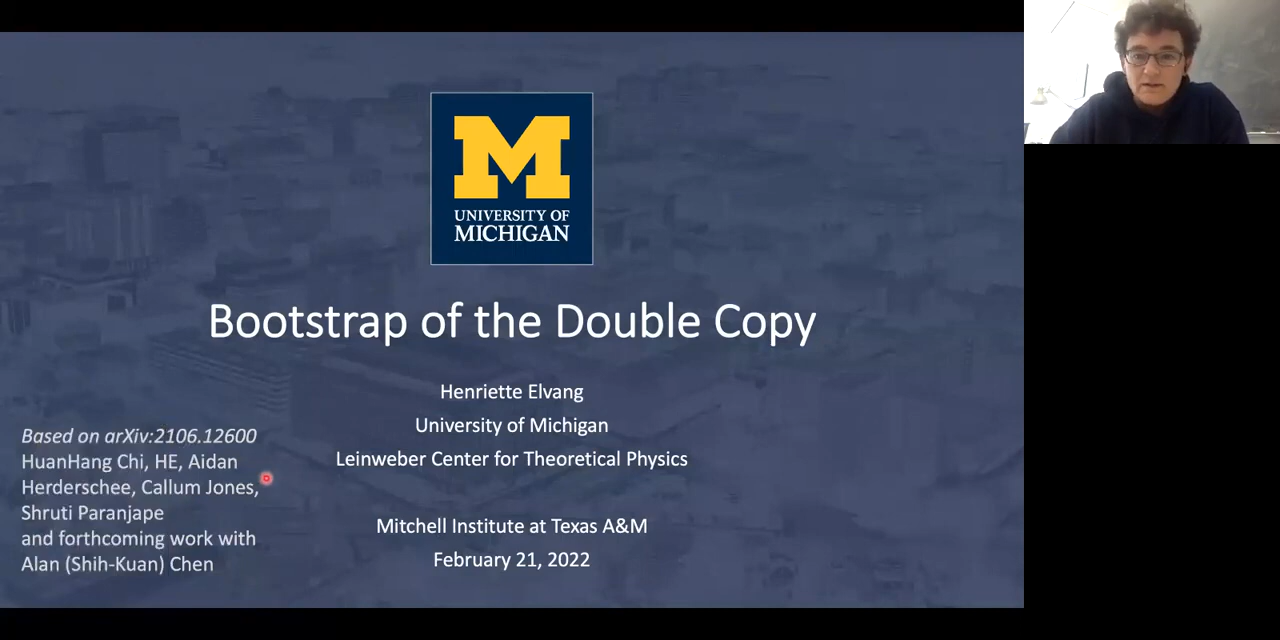 M
UNIVERSITY OF
MICHIGAN
Bootstrap of the Double Copy
Henriette Elvang
University of Michigan
Leinweber Center for Theoretical Physics
Mitchell Institute at Texas A&M
February 21, 2022
Based on arXiv:2106.12600
HuanHang Chi, HE, Aidan
Herderschee, Callum Jones,
Shruti Paranjape
and forthcoming work with
Alan (Shih-Kuan) Chen